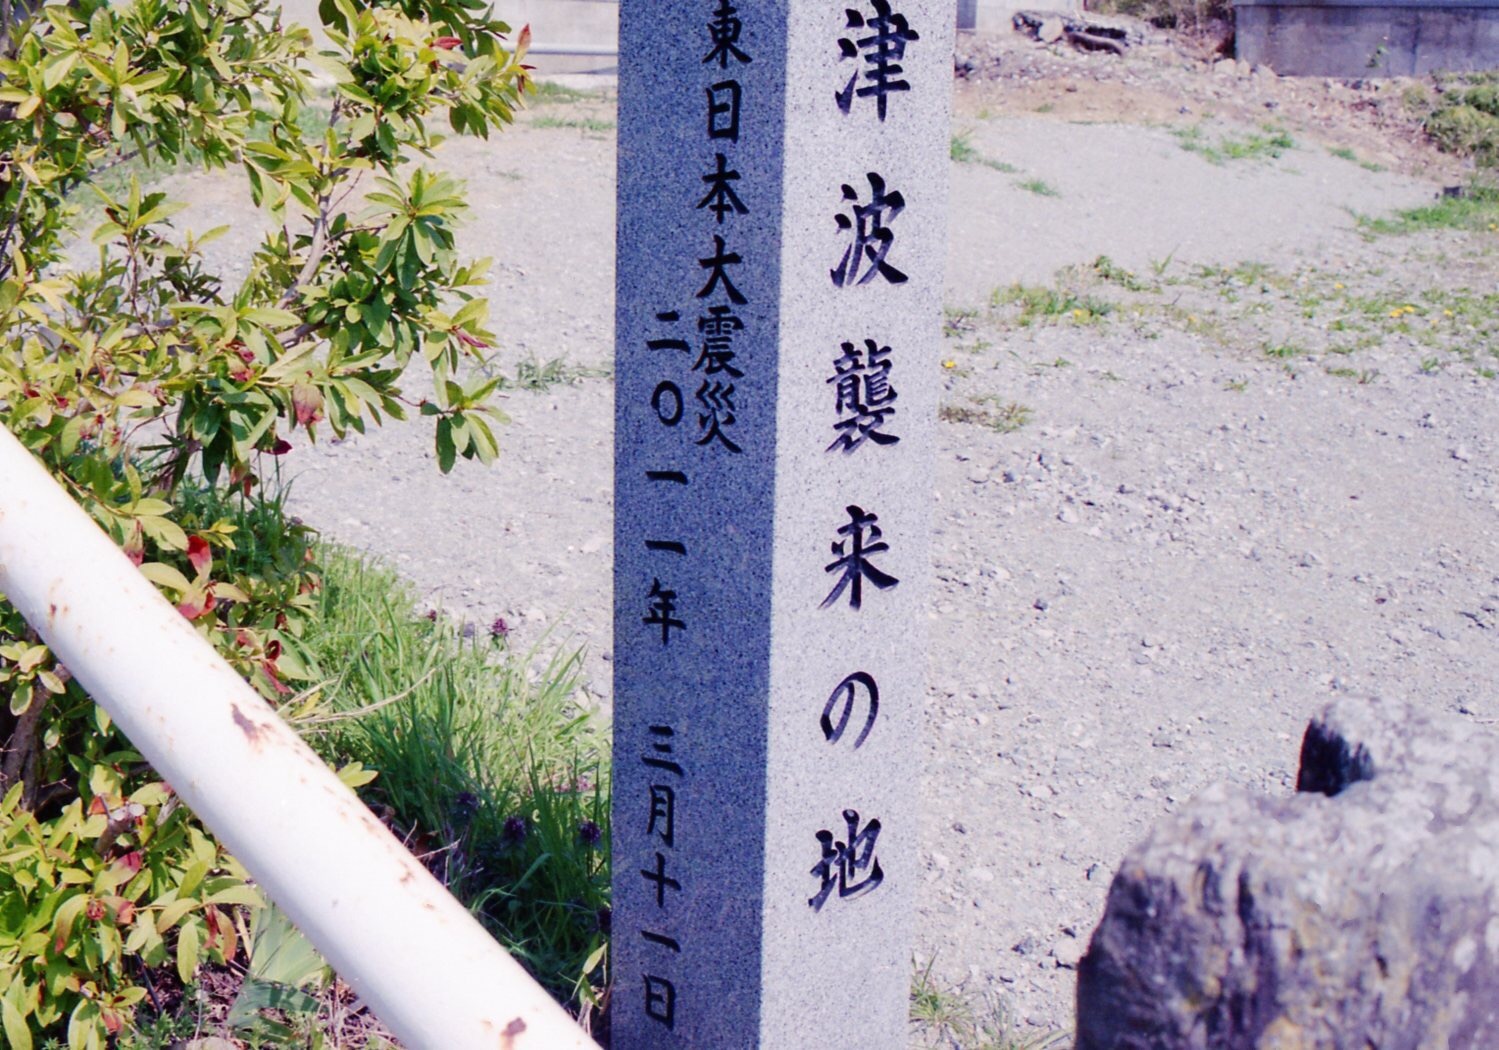 津波襲来の地
東日本大震災
二〇一一年 三月十一日